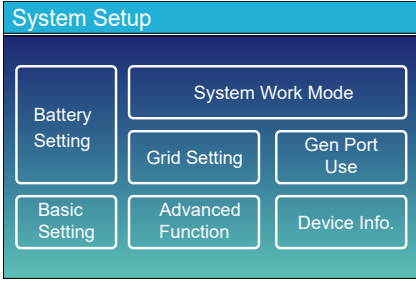 System Setup
Battery
Setting
System Work Mode
Grid Setting
Gen Port
Use
Basic
Setting
Advanced
Function
Device Info.